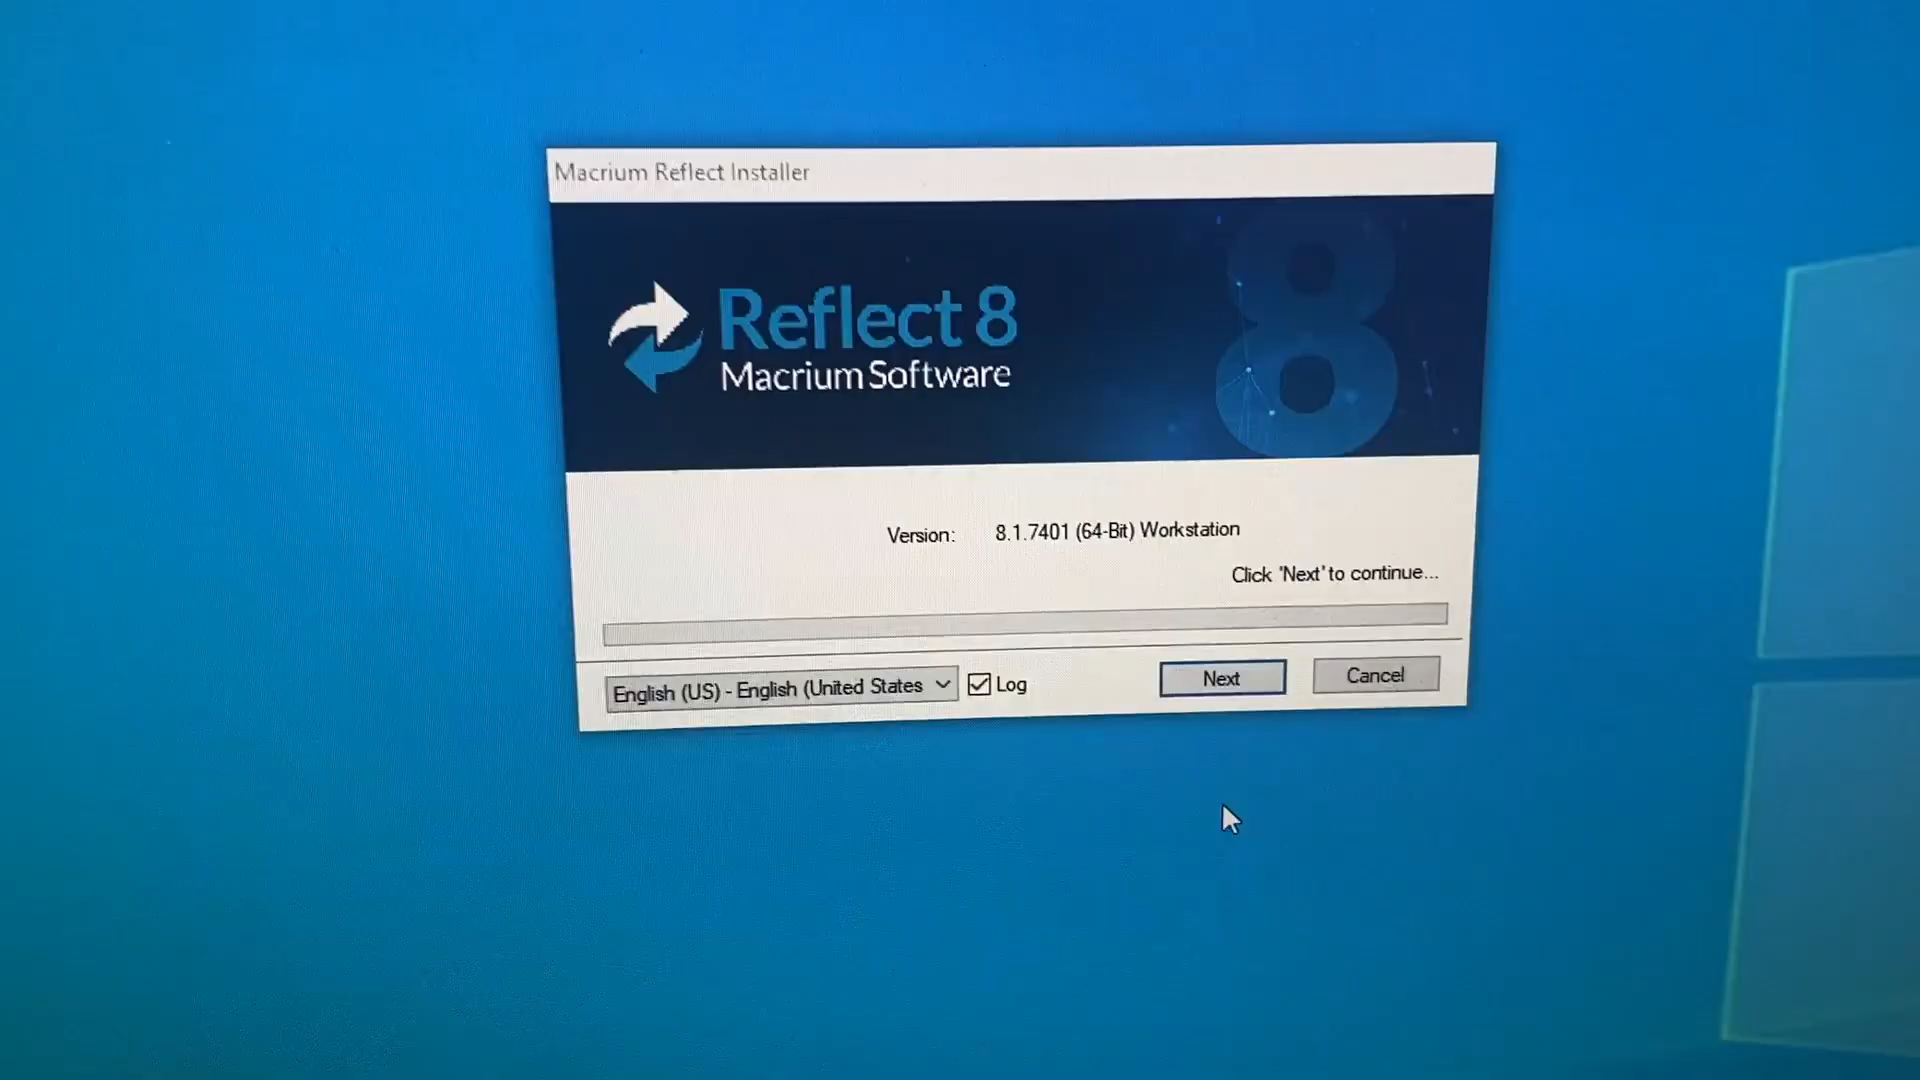 Macrium Reflect Installer
Reflect 8
Macrium Software
8
Version: 8.1.7401 (64-Bit) Workstation
Click 'Next' to continue...
English (US) - English (United States
Log
Next
Cancel